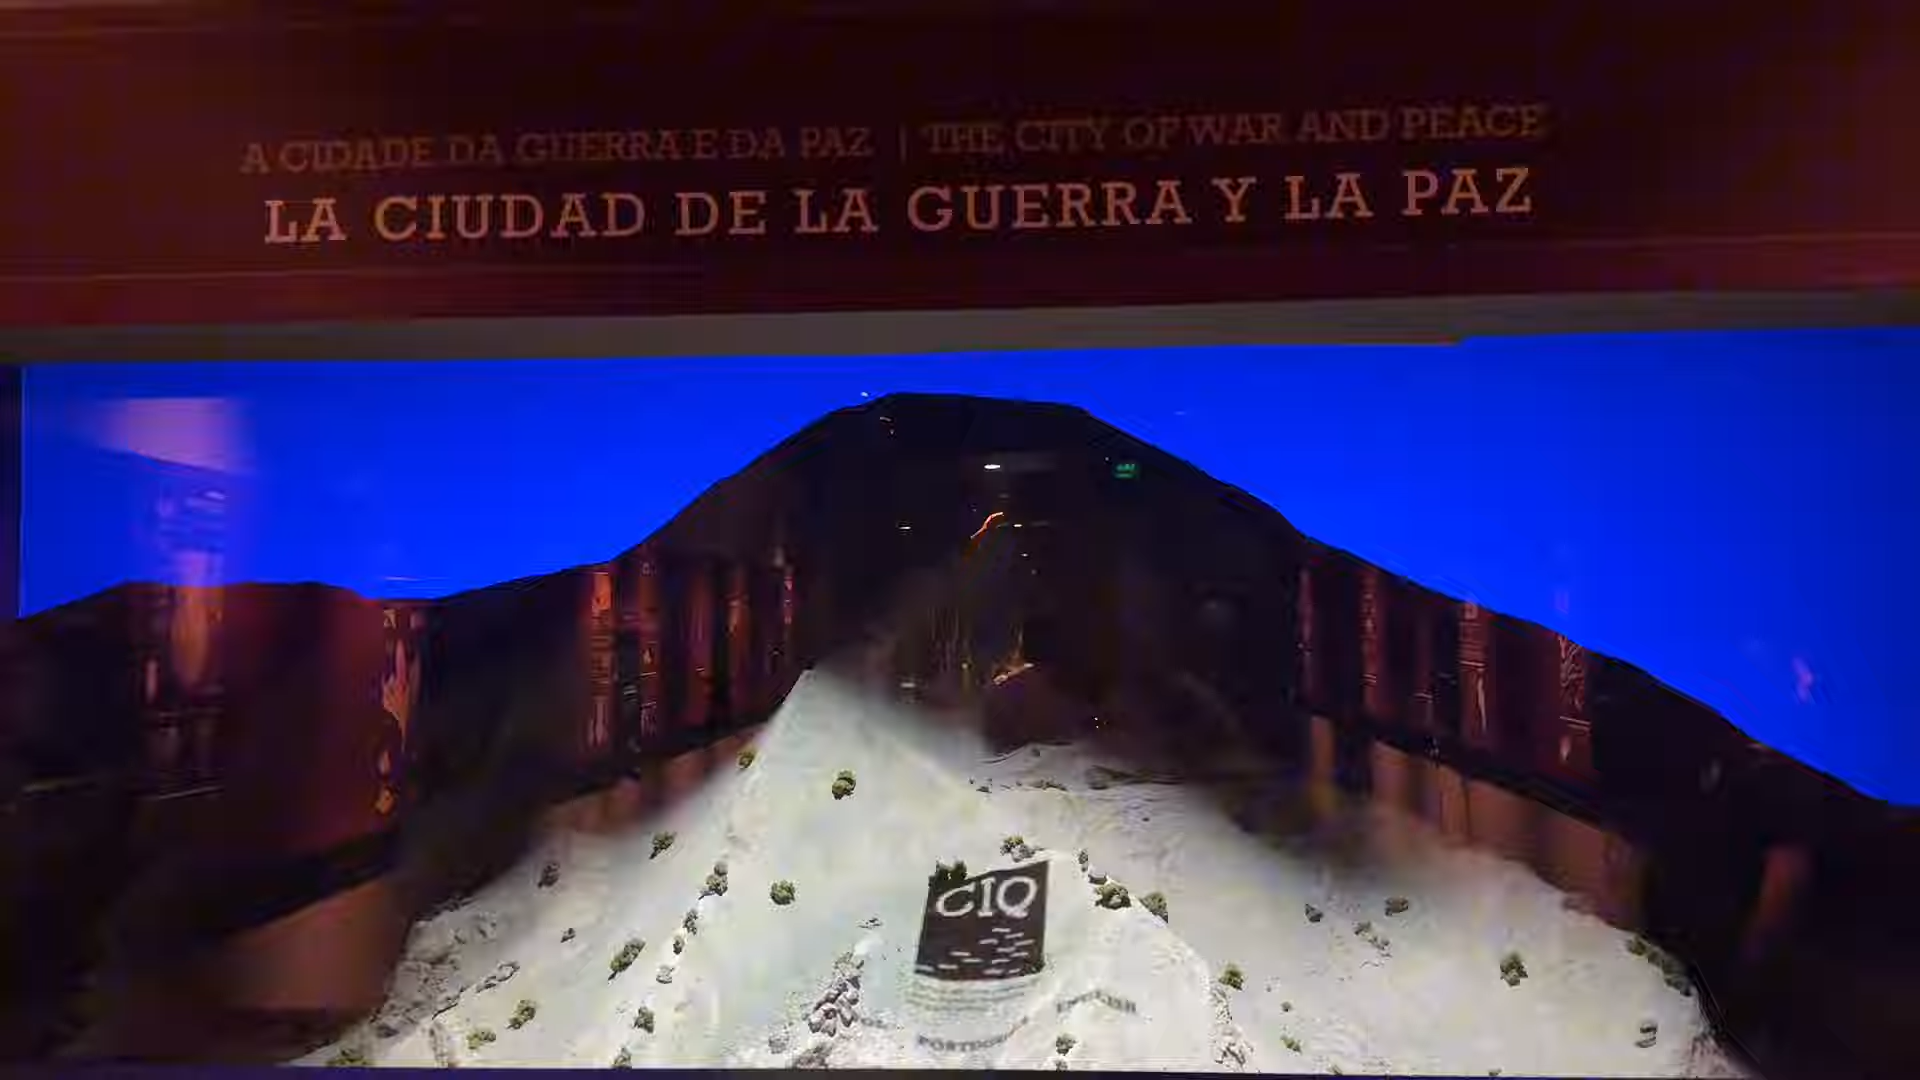 A CIDADE DA GUERRA E DA PAZ | THE CITY OF WAR AND PEACE
LA CIUDAD DE LA GUERRA Y LA PAZ
CIQ
ENGLISH